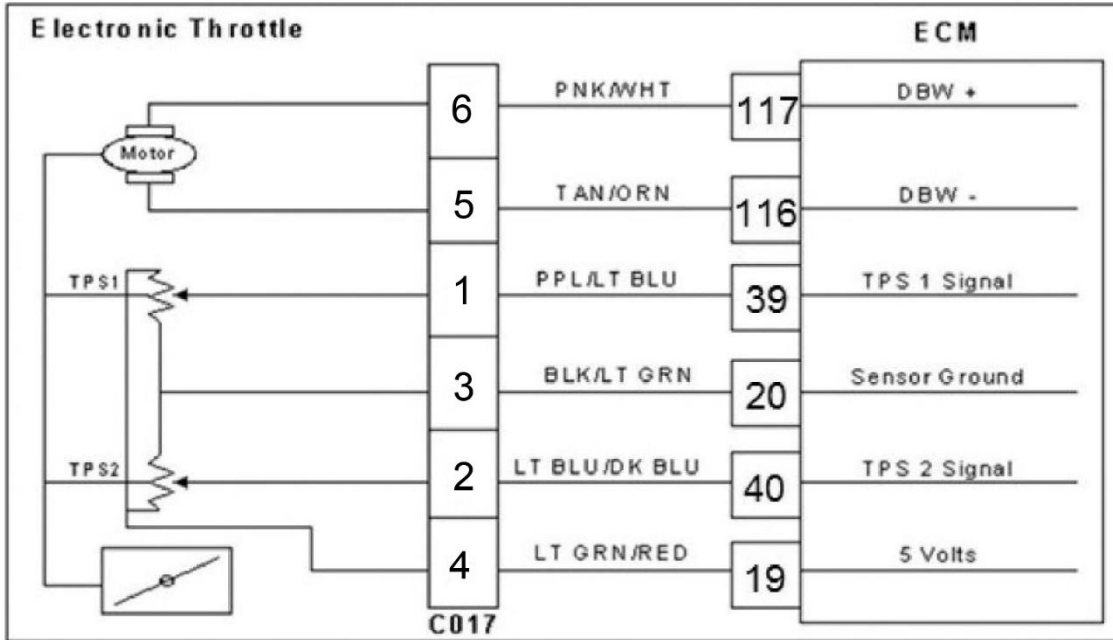 Electronic Throttle
ECM
6 PNK/WHT 117 DBW +
Motor
5 TAN/ORN 116 DBW -
TPS1 1 PPL/LT BLU 39 TPS 1 Signal
3 BLK/LT GRN 20 Sensor Ground
TPS2 2 LT BLU/DK BLU 40 TPS 2 Signal
4 LT GRN/RED 19 5 Volts
C017